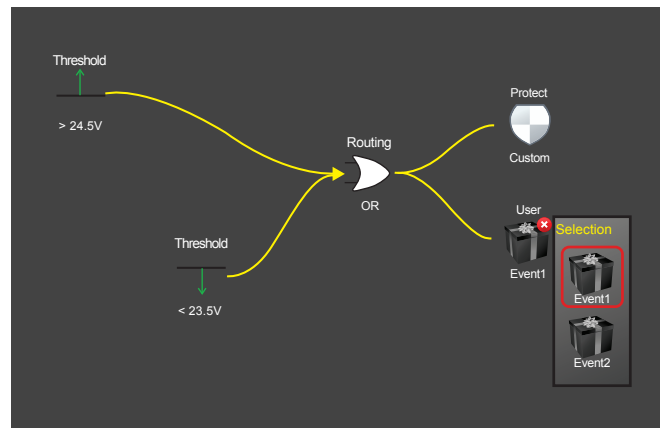 Threshold
> 24.5V
Threshold
< 23.5V
Routing
OR
Protect
Custom
User
Event1
Selection
Event1
Event2